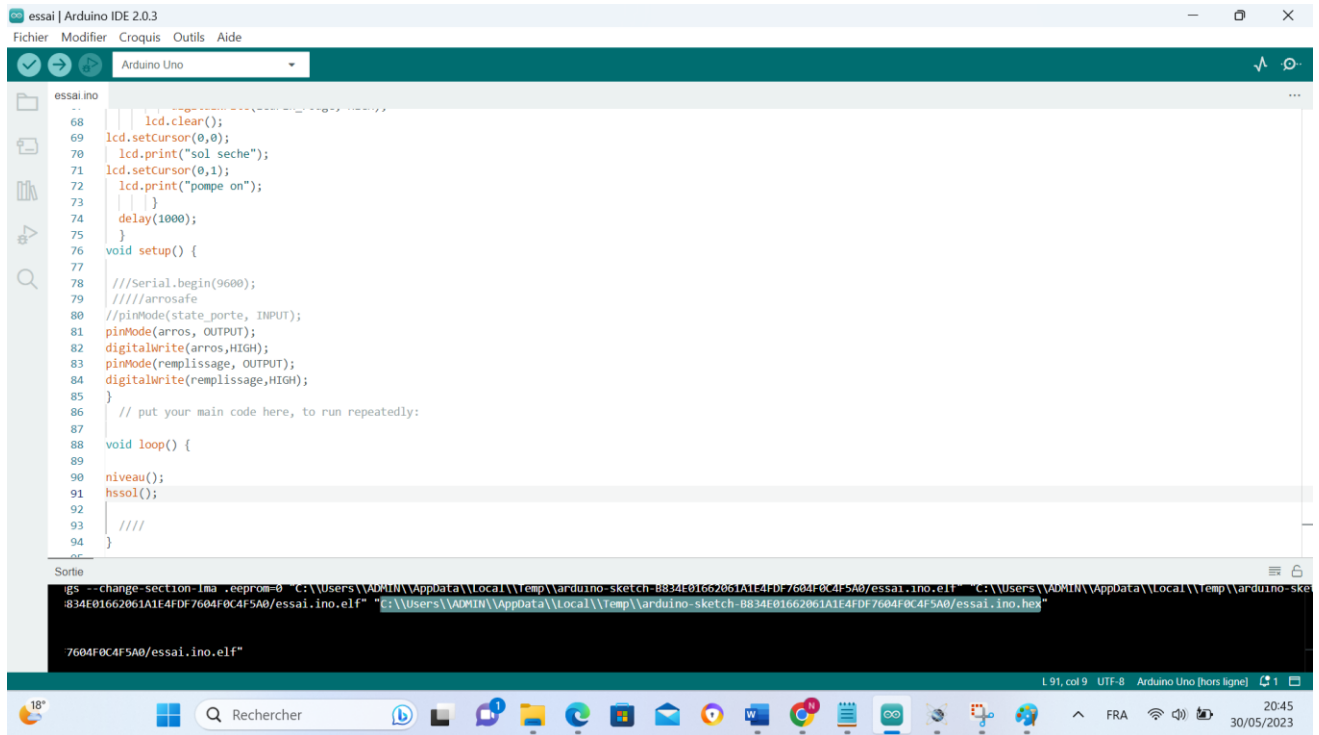 essai | Arduino IDE 2.0.3
Fichier Modifier Croquis Outils Aide
Arduino Uno
essai.ino
68 lcd.clear();
69 lcd.setCursor(0,0);
70 lcd.print("sol seche");
71 lcd.setCursor(0,1);
72 lcd.print("pompe on");
73 }
74 delay(1000);
75 }
76 void setup() {
77
78 ///Serial.begin(9600);
79 /////arrosafe
80 //pinMode(state_porte, INPUT);
81 pinMode(arros, OUTPUT);
82 digitalWrite(arros,HIGH);
83 pinMode(remplissage, OUTPUT);
84 digitalWrite(remplissage,HIGH);
85 }
86 // put your main code here, to run repeatedly:
87
88 void loop() {
89
90 niveau();
91 hssol();
92
93 ////
94 }
Sortie
gs --change-section-lma .eeprom=0 "C:\\Users\\ADMIN\\AppData\\Local\\Temp\\arduino-sketch-B834E01662061A1E4FDF7604F0C4F5A0/essai.ino.elf" "C:\\Users\\ADMIN\\AppData\\Local\\Temp\\arduino-ske
834E01662061A1E4FDF7604F0C4F5A0/essai.ino.elf" "C:\\Users\\ADMIN\\AppData\\Local\\Temp\\arduino-sketch-B834E01662061A1E4FDF7604F0C4F5A0/essai.ino.hex"
7604F0C4F5A0/essai.ino.elf"
L 91, col 9 UTF-8 Arduino Uno [hors ligne] 1
18°
Rechercher
1
N
FRA
20:45
30/05/2023